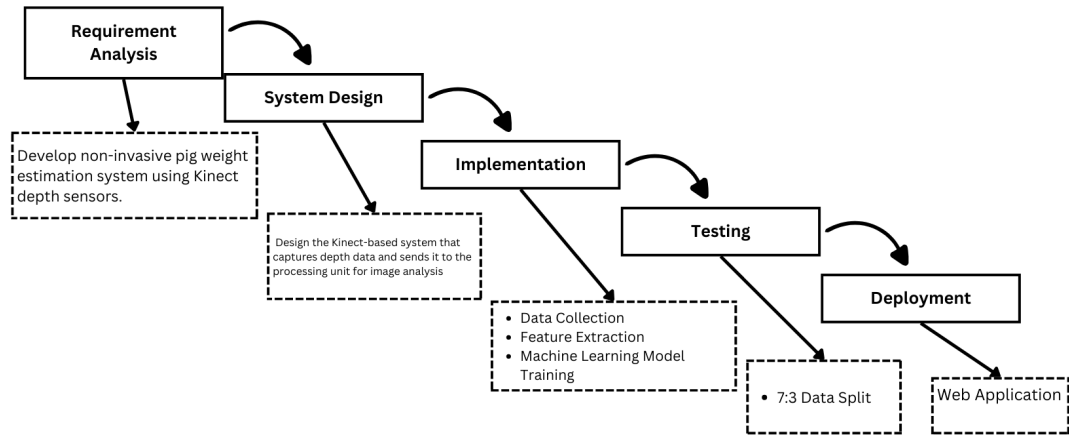 Requirement
Analysis
System Design
Implementation
Testing
Deployment
Develop non-invasive pig weight
estimation system using Kinect
depth sensors.
Design the Kinect-based system that
captures depth data and sends it to the
processing unit for image analysis
• Data Collection
• Feature Extraction
• Machine Learning Model
Training
• 7:3 Data Split
Web Application